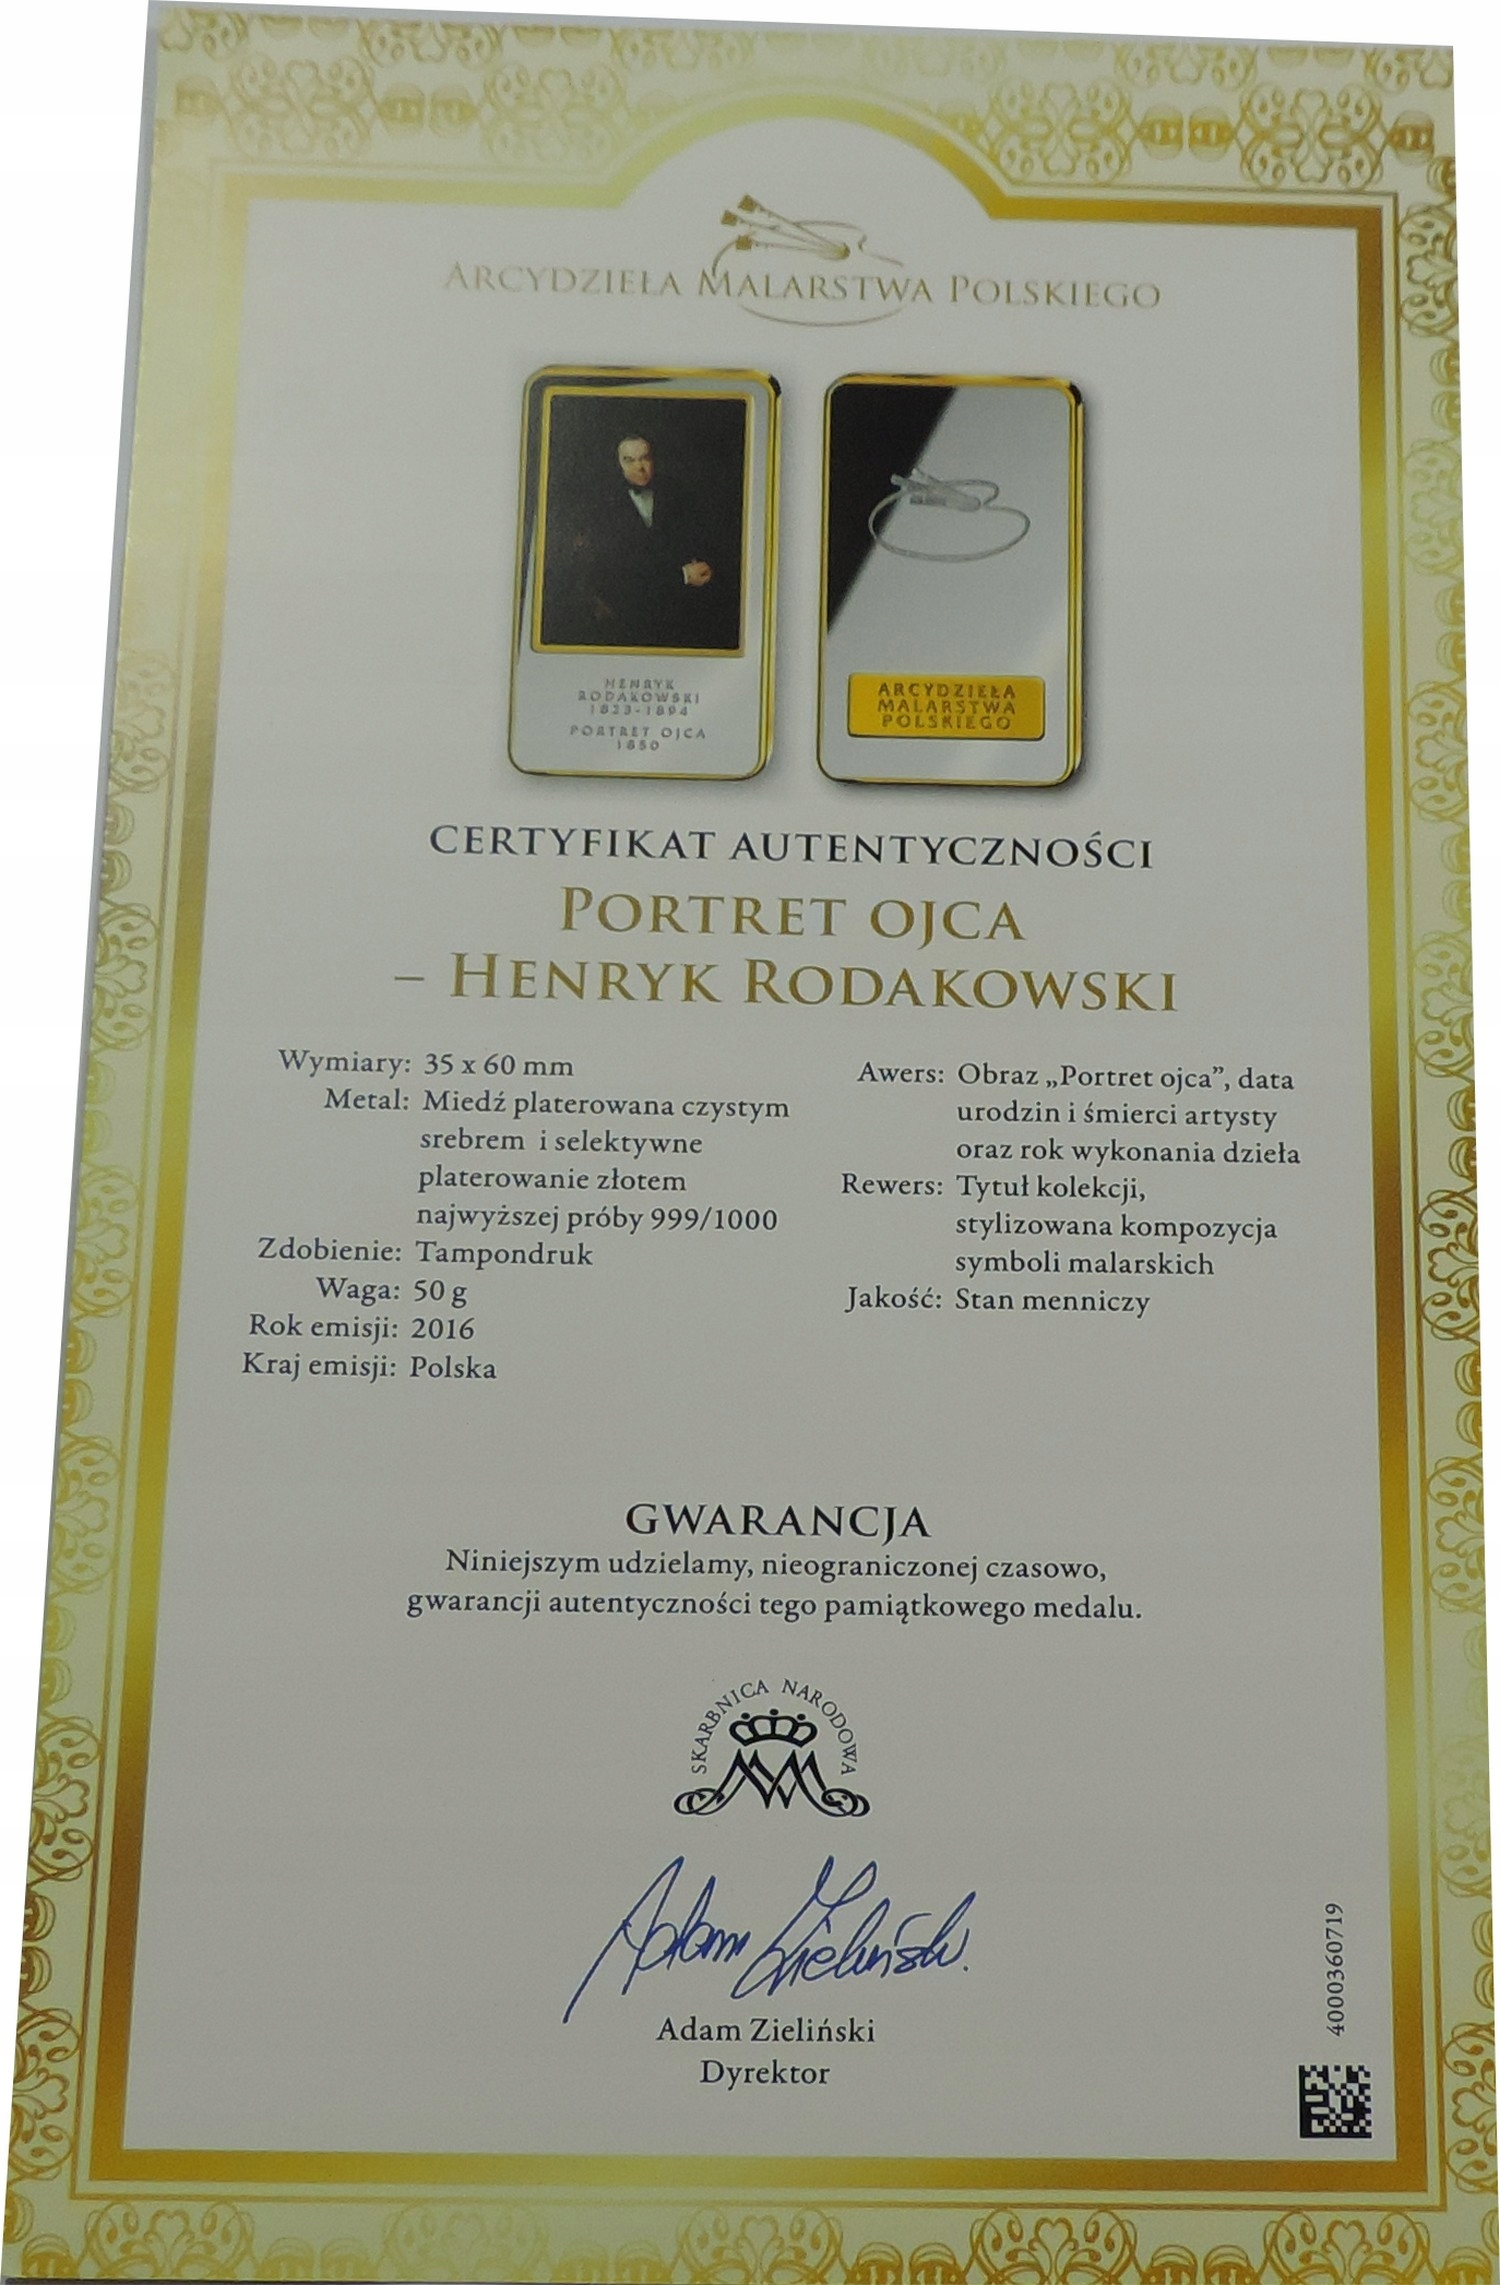 ARCYDZIEŁA MALARSTWA POLSKIEGO
HENRYK
RODAKOWSKI
1823-1894
PORTRET OJCA
1850
ARCYDZIEŁA
MALARSTWA
POLSKIEGO
CERTYFIKAT AUTENTYCZNOŚCI
PORTRET OJCA
– HENRYK RODAKOWSKI
Wymiary: 35 x 60 mm
Metal: Miedź platerowana czystym
srebrem i selektywne
platerowanie złotem
najwyższej próby 999/1000
Zdobienie: Tampondruk
Waga: 50 g
Rok emisji: 2016
Kraj emisji: Polska
Awers: Obraz „Portret ojca”, data
urodzin i śmierci artysty
oraz rok wykonania dzieła
Rewers: Tytuł kolekcji,
stylizowana kompozycja
symboli malarskich
Jakość: Stan menniczy
GWARANCJA
Niniejszym udzielamy, nieograniczonej czasowo,
gwarancji autentyczności tego pamiątkowego medalu.
SKARBNICA NARODOWA
Adam Zieliński
Adam Zieliński
Dyrektor
4000360719